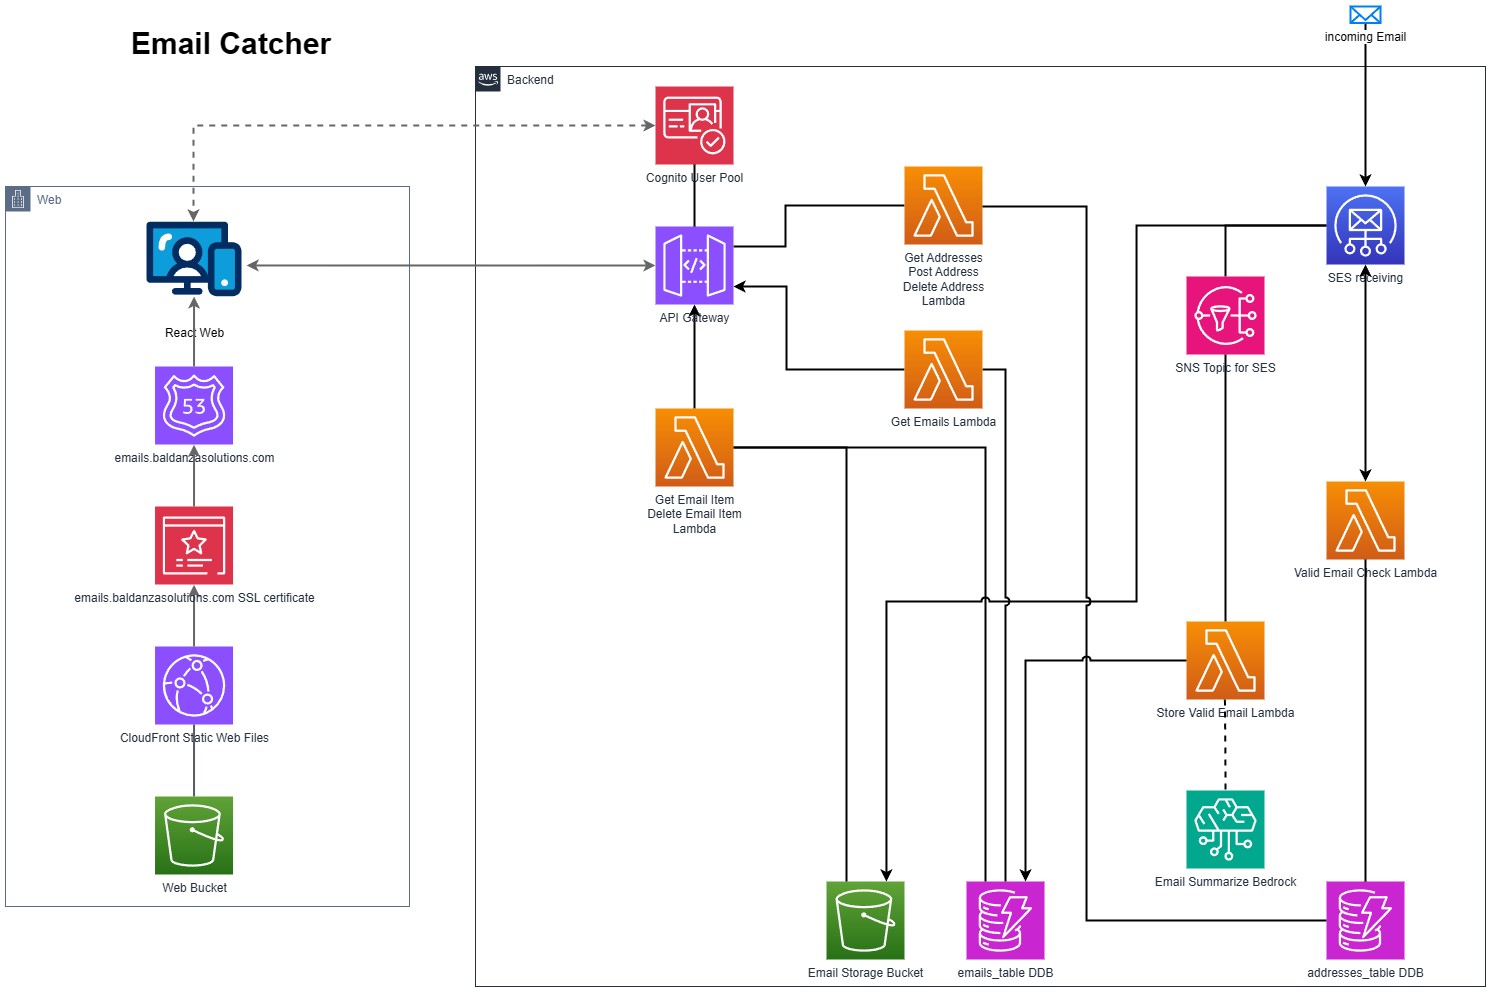 incoming Email
Email Catcher
aws
Backend
Cognito User Pool
Web
Get Addresses
Post Address
Delete Address
Lambda
SES receiving
</>
API Gateway
React Web
SNS Topic for SES
53
Get Emails Lambda
emails.baldanzasolutions.com
Get Email Item
Delete Email Item
Lambda
Valid Email Check Lambda
emails.baldanzasolutions.com SSL certificate
Store Valid Email Lambda
CloudFront Static Web Files
Email Summarize Bedrock
Web Bucket
Email Storage Bucket
emails_table DDB
addresses_table DDB